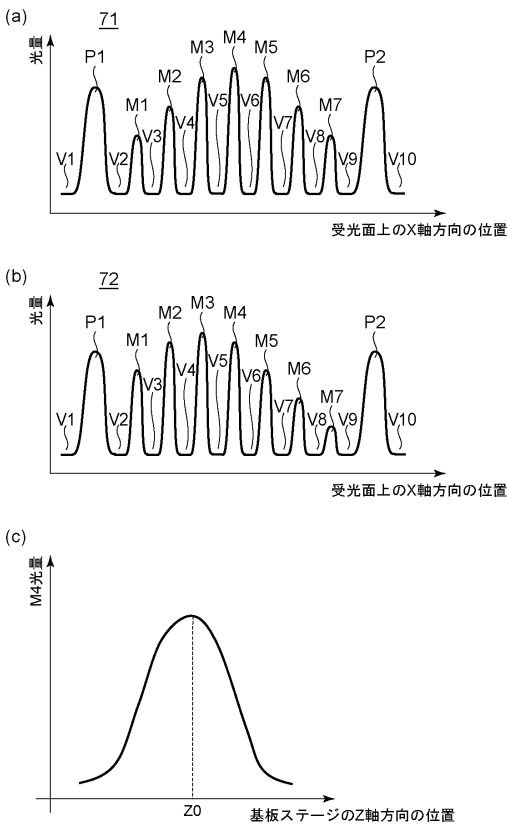 (a)
71
光量
P1
M1
M2
M3
M4
M5
M6
M7
P2
V1
V2
V3
V4
V5
V6
V7
V8
V9
V10
受光面上のX軸方向の位置
(b)
72
光量
P1
M1
M2
M3
M4
M5
M6
M7
P2
V1
V2
V3
V4
V5
V6
V7
V8
V9
V10
受光面上のX軸方向の位置
(c)
M4光量
Z0
基板ステージのZ軸方向の位置